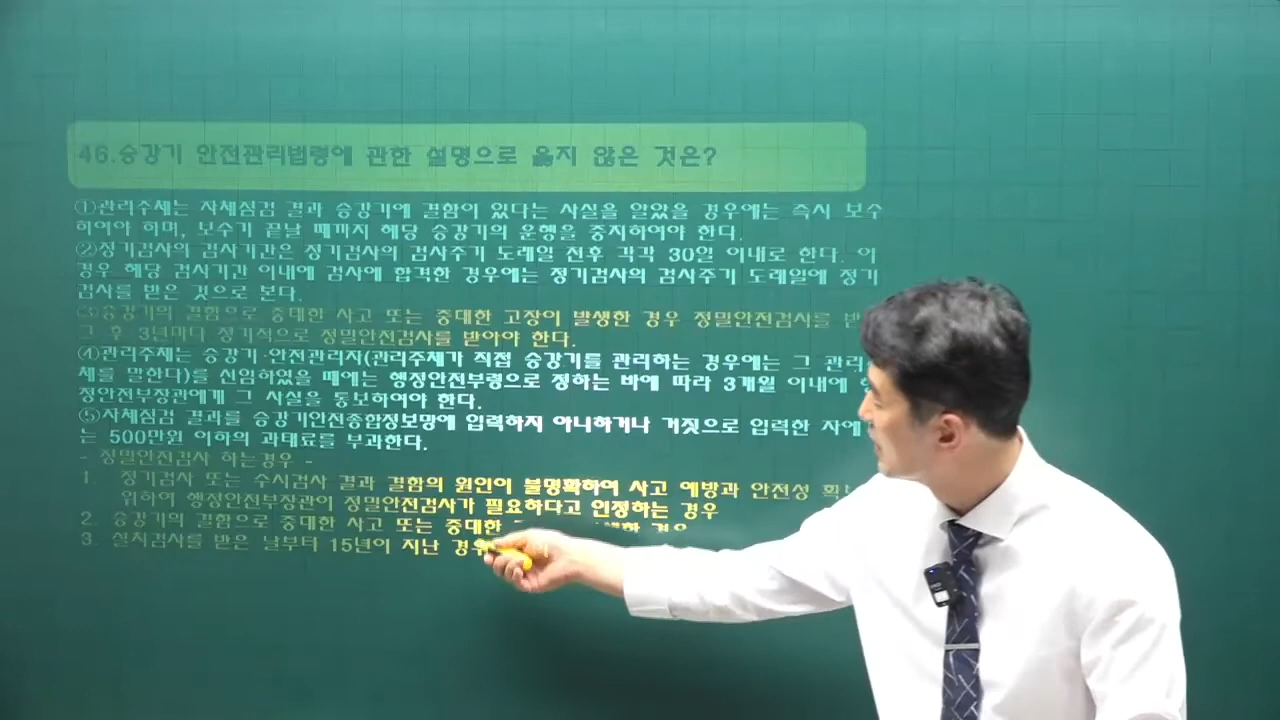 46.승강기 안전관리법령에 관한 설명으로 옳지 않은 것은?
①관리주체는 자체점검 결과 승강기에 결함이 있다는 사실을 알았을 경우에는 즉시 보수
하여야 하며, 보수가 끝날 때까지 해당 승강기의 운행을 중지하여야 한다.
②정기검사의 검사기간은 정기검사의 검사주기 도래일 전후 각각 30일 이내로 한다. 이
경우 해당 검사기간 이내에 검사에 합격한 경우에는 정기검사의 검사주기 도래일에 정기
검사를 받은 것으로 본다.
③승강기의 결함으로 중대한 사고 또는 중대한 고장이 발생한 경우 정밀안전검사를
그 후 3년마다 정기적으로 정밀안전검사를 받아야 한다.
④관리주체는 승강기 안전관리자(관리주체가 직접 승강기를 관리하는 경우에는 그 관리
체를 말한다)를 선임하였을 때에는 행정안전부령으로 정하는 바에 따라 3개월 이내에
정안전부장관에게 그 사실을 통보하여야 한다.
⑤자체점검 결과를 승강기안전종합정보망에 입력하지 아니하거나 거짓으로 입력한 자에
는 500만원 이하의 과태료를 부과한다.
- 정밀안전검사 하는경우 -
1. 정기검사 또는 수시검사 결과 결함의 원인이 불명확하여 사고 예방과 안전성
위하여 행정안전부장관이 정밀안전검사가 필요하다고 인정하는 경우
2. 승강기의 결함으로 중대한 사고 또는 중대한
3. 설치검사를 받은 날부터 15년이 지난 경우